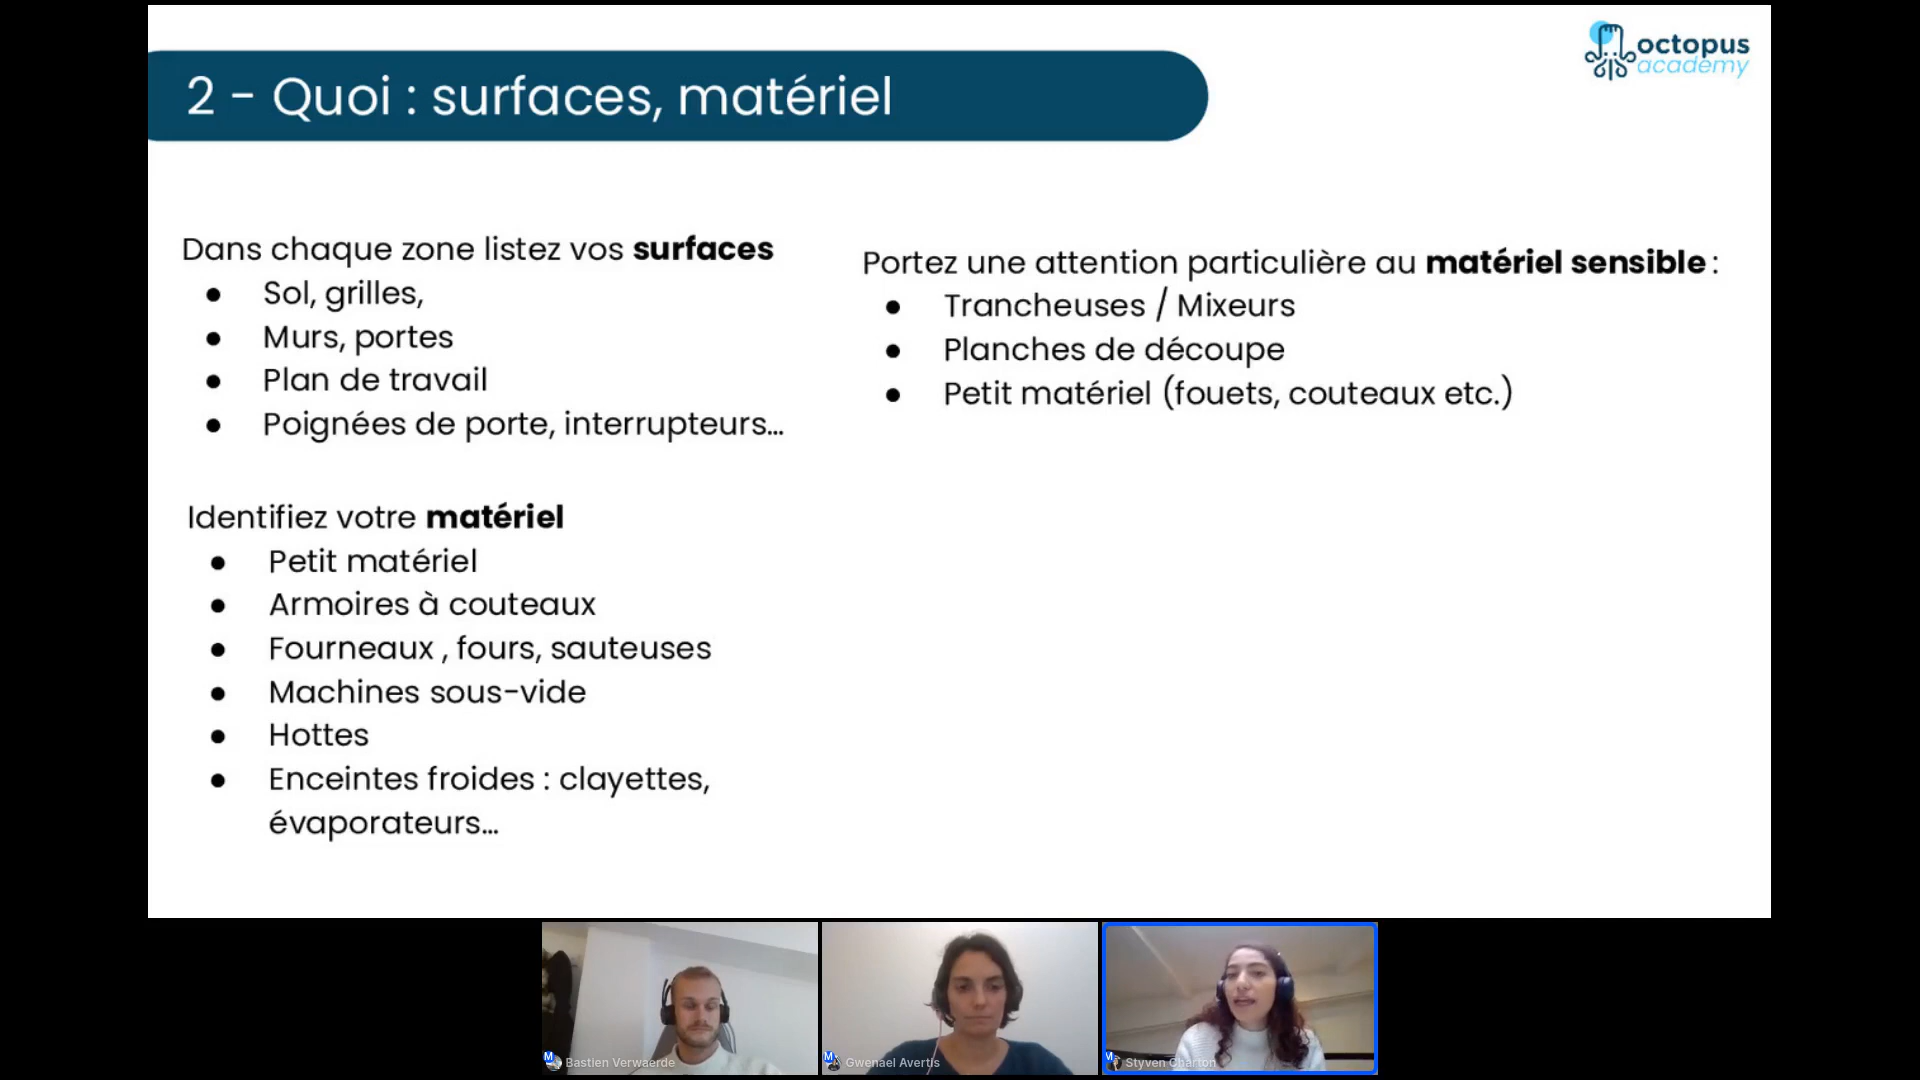 2 - Quoi : surfaces, matériel
octopus
academy
Dans chaque zone listez vos surfaces
● Sol, grilles,
● Murs, portes
● Plan de travail
● Poignées de porte, interrupteurs...
Identifiez votre matériel
● Petit matériel
● Armoires à couteaux
● Fourneaux , fours, sauteuses
● Machines sous-vide
● Hottes
● Enceintes froides : clayettes,
évaporateurs...
Portez une attention particulière au matériel sensible :
● Trancheuses / Mixeurs
● Planches de découpe
● Petit matériel (fouets, couteaux etc.)
Bastien Verwaerde
Gwenael Avertis
Styven Charton